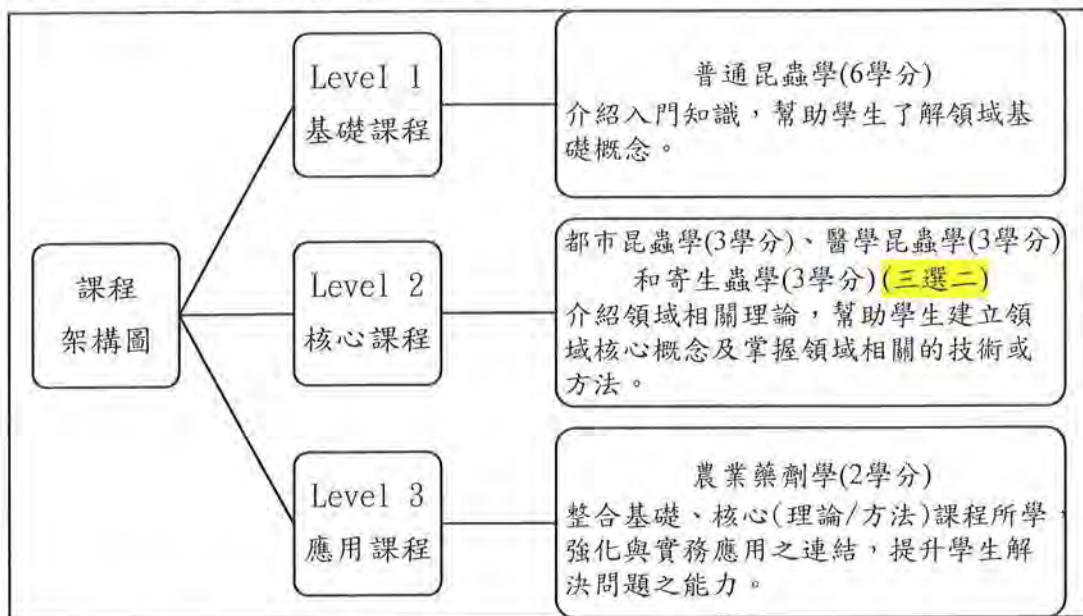 課程
架構圖
Level 1
基礎課程
普通昆蟲學(6學分)
介紹入門知識，幫助學生了解領域基
礎概念。
Level 2
核心課程
都市昆蟲學(3學分)、醫學昆蟲學(3學分)
和寄生蟲學(3學分)(三選二)
介紹領域相關理論，幫助學生建立領
域核心概念及掌握領域相關的技術或
方法。
Level 3
應用課程
農業藥劑學(2學分)
整合基礎、核心(理論/方法)課程所學
強化與實務應用之連結，提升學生解
決問題之能力。